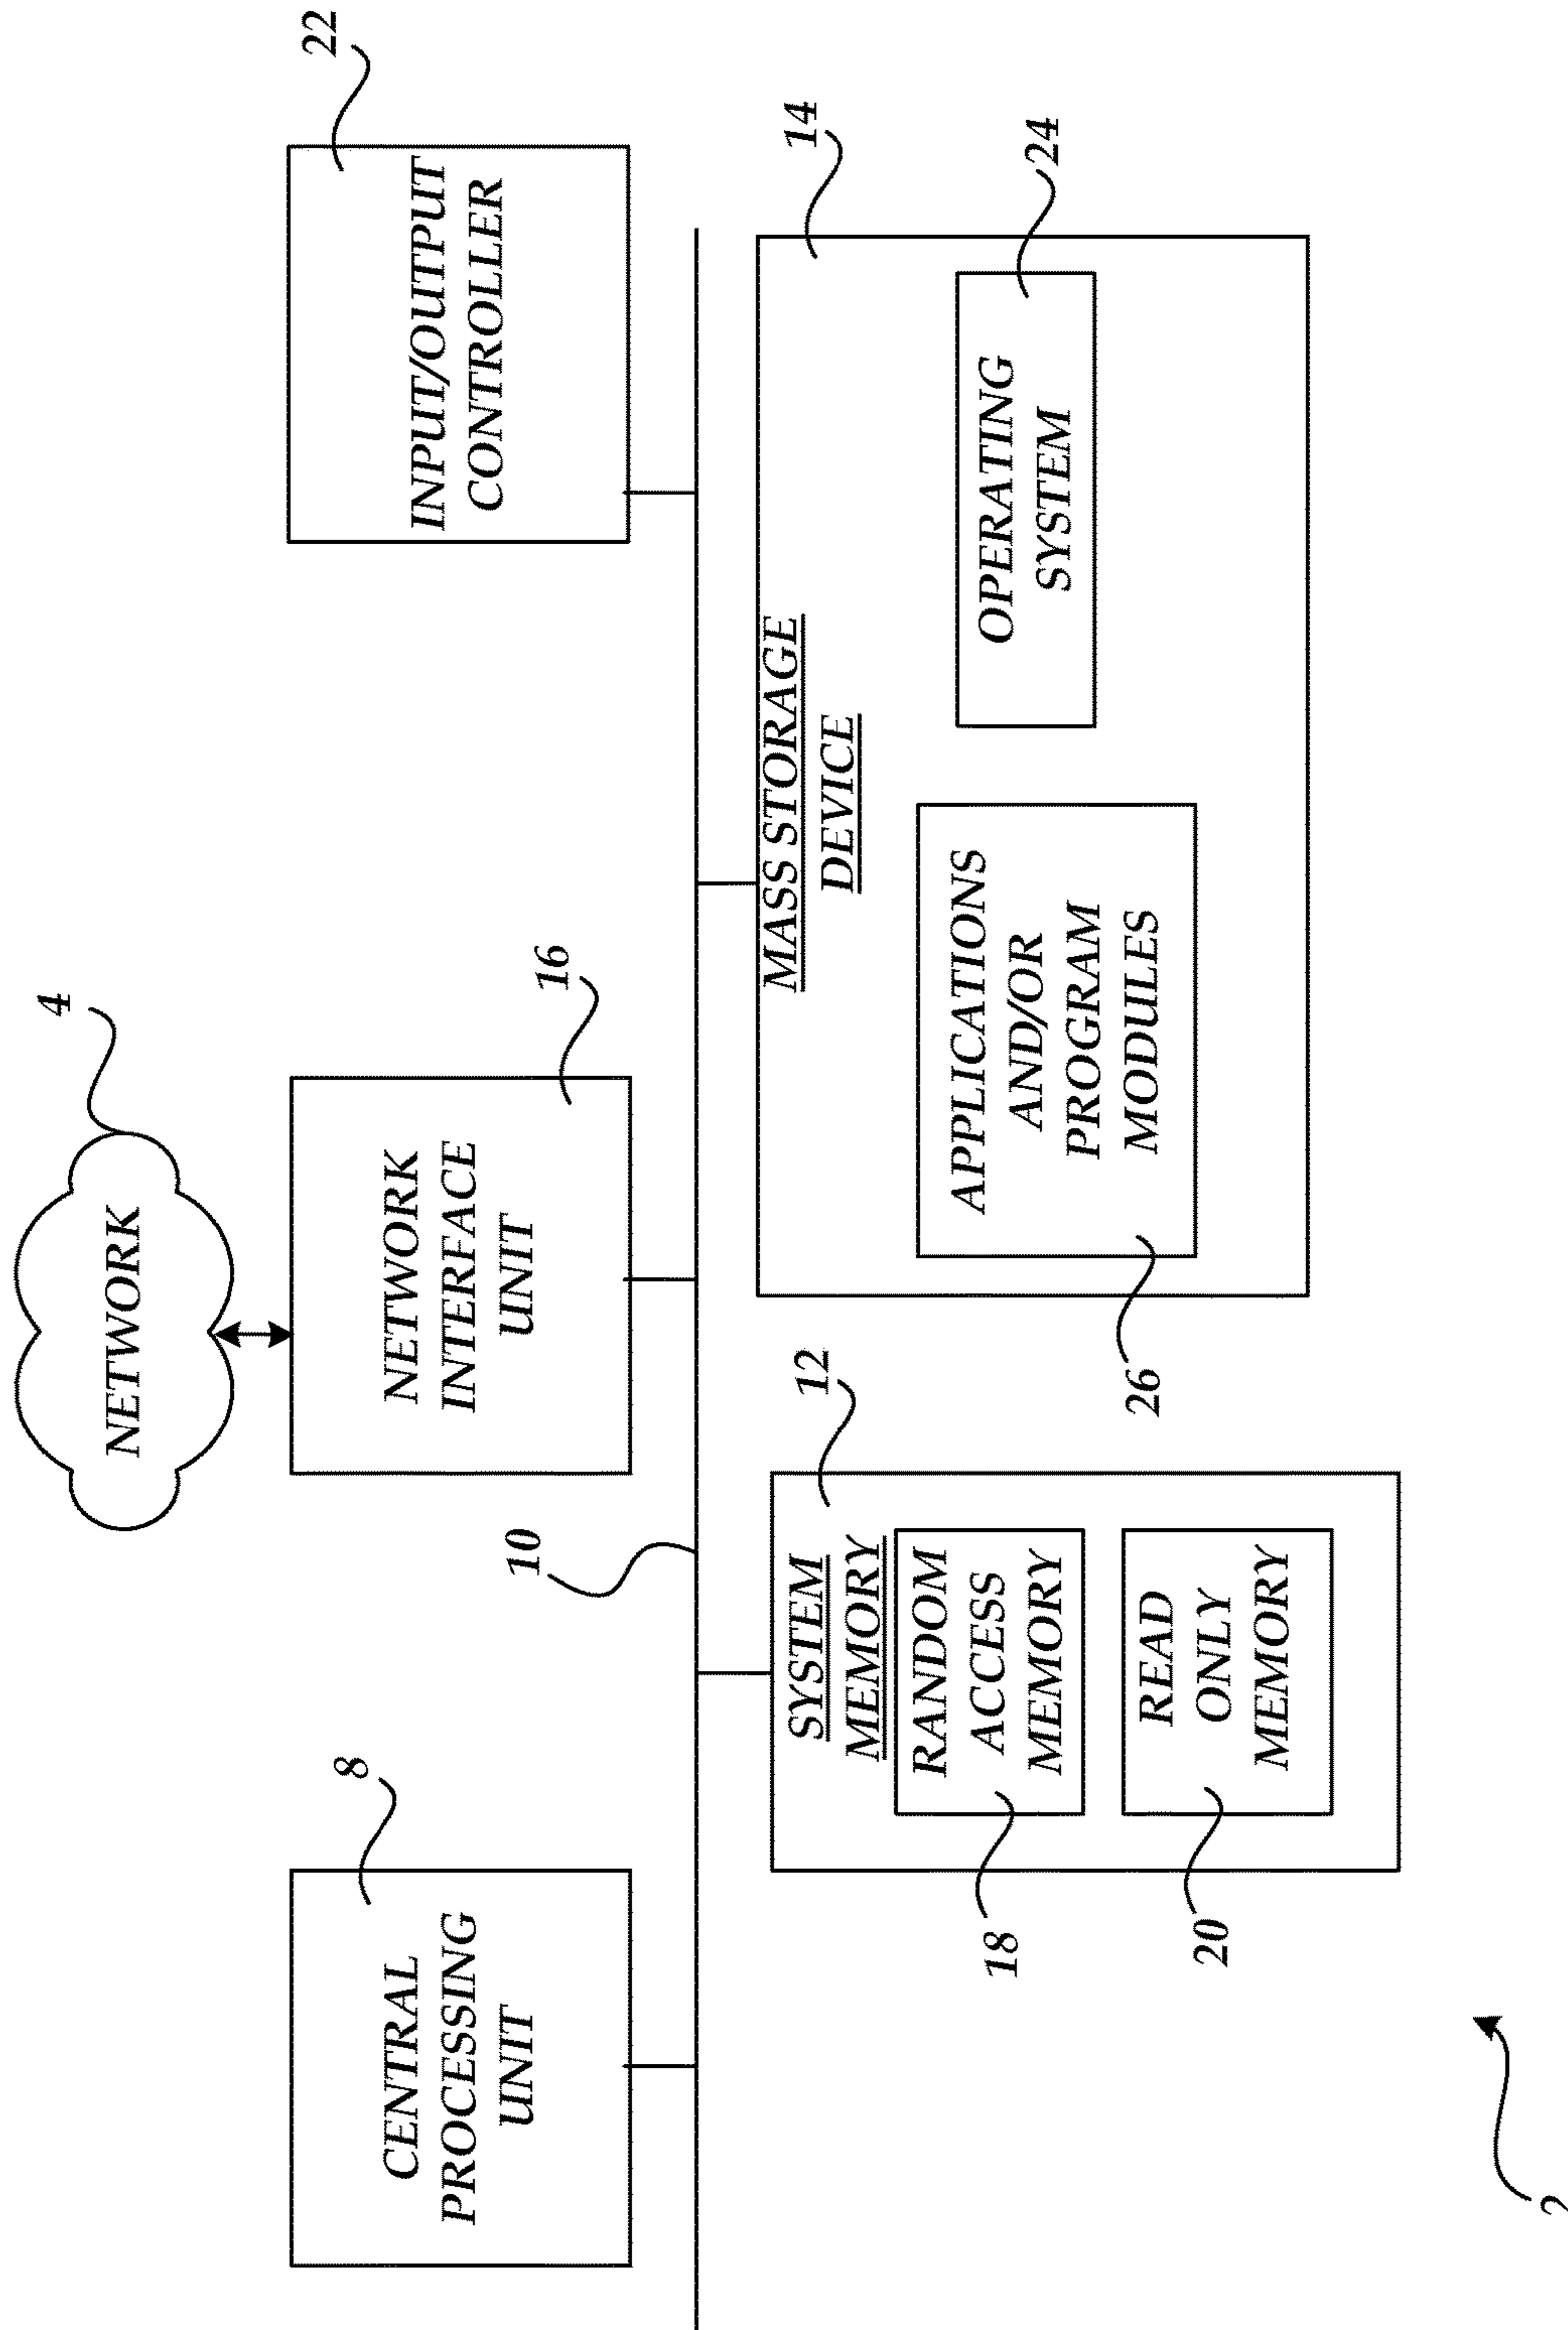 4
NETWORK
8
CENTRAL
PROCESSING
UNIT
16
NETWORK
INTERFACE
UNIT
22
INPUT/OUTPUT
CONTROLLER
10
12
SYSTEM
MEMORY
RANDOM
ACCESS
MEMORY
18
READ
ONLY
MEMORY
20
14
MASS STORAGE
DEVICE
APPLICATIONS
AND/OR
PROGRAM
MODULES
26
OPERATING
SYSTEM
24
2